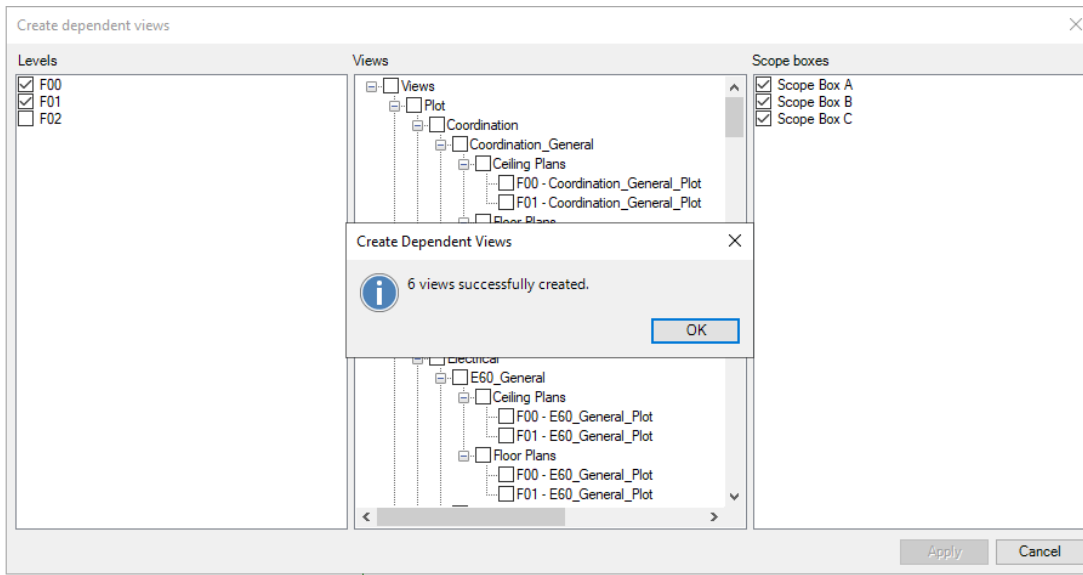 Create dependent views
Levels
F00
F01
F02
Views
Views
Plot
Coordination
Coordination_General
Ceiling Plans
F00 - Coordination_General_Plot
F01 - Coordination_General_Plot
Floor Plans
Create Dependent Views
6 views successfully created.
OK
Electrical
E60_General
Ceiling Plans
F00 - E60_General_Plot
F01 - E60_General_Plot
Floor Plans
F00 - E60_General_Plot
F01 - E60_General_Plot
Scope boxes
Scope Box A
Scope Box B
Scope Box C
Apply
Cancel